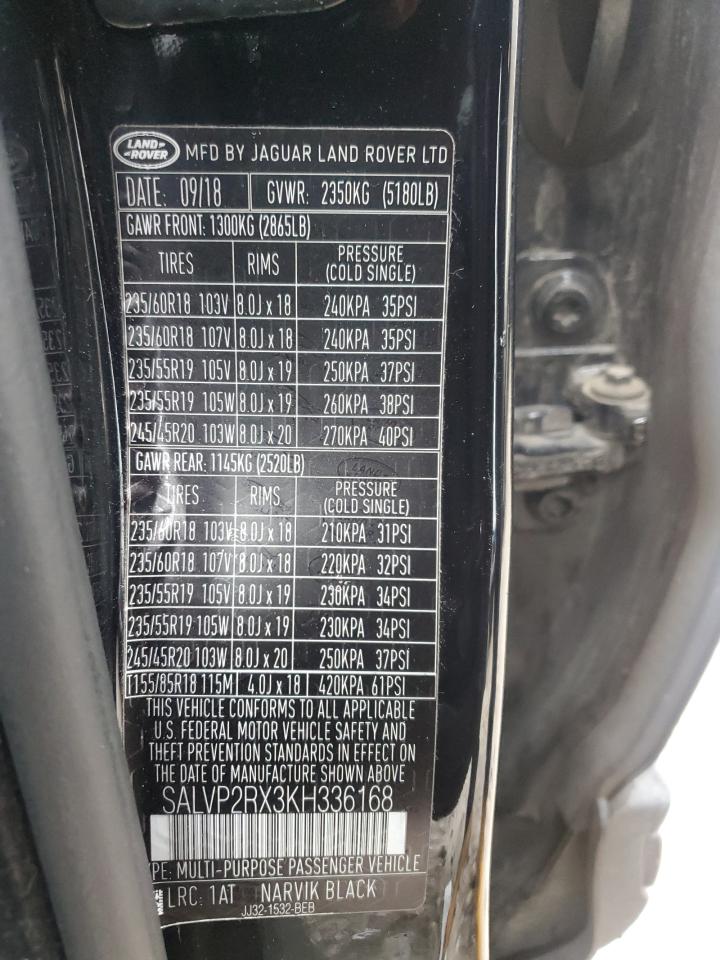 LAND ROVER MFD BY JAGUAR LAND ROVER LTD
DATE: 09/18 GVWR: 2350KG (5180LB)
GAWR FRONT: 1300KG (2865LB)
TIRES RIMS PRESSURE (COLD SINGLE)
235/60R18 103V 8.0J x 18 240KPA 35PSI
235/60R18 107V 8.0J x 18 240KPA 35PSI
235/55R19 105V 8.0J x 19 250KPA 37PSI
235/55R19 105W 8.0J x 19 260KPA 38PSI
245/45R20 103W 8.0J x 20 270KPA 40PSI
GAWR REAR: 1145KG (2520LB)
TIRES RIMS PRESSURE (COLD SINGLE)
235/60R18 103V 8.0J x 18 210KPA 31PSI
235/60R18 107V 8.0J x 18 220KPA 32PSI
235/55R19 105V 8.0J x 19 230KPA 34PSI
235/55R19 105W 8.0J x 19 230KPA 34PSI
245/45R20 103W 8.0J x 20 250KPA 37PSI
T155/85R18 115M 4.0J x 18 420KPA 61PSI
THIS VEHICLE CONFORMS TO ALL APPLICABLE
U.S. FEDERAL MOTOR VEHICLE SAFETY AND
THEFT PREVENTION STANDARDS IN EFFECT ON
THE DATE OF MANUFACTURE SHOWN ABOVE
SALVP2RX3KH336168
YPE: MULTI-PURPOSE PASSENGER VEHICLE
LRC: 1AT NARVIK BLACK
JJ32-1532-BEB